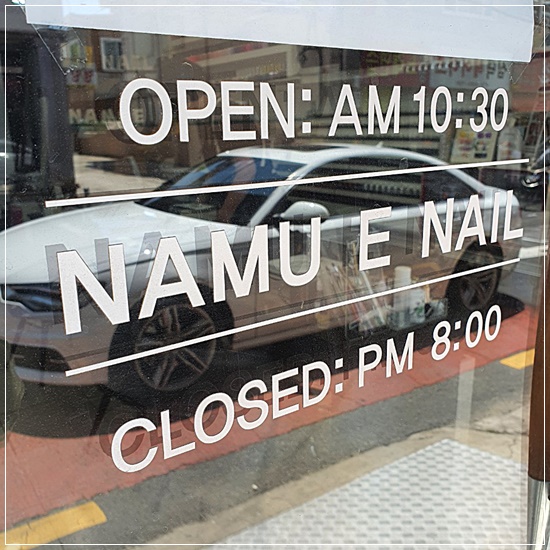 OPEN: AM 10:30
NAMU E NAIL
CLOSED: PM 8:00